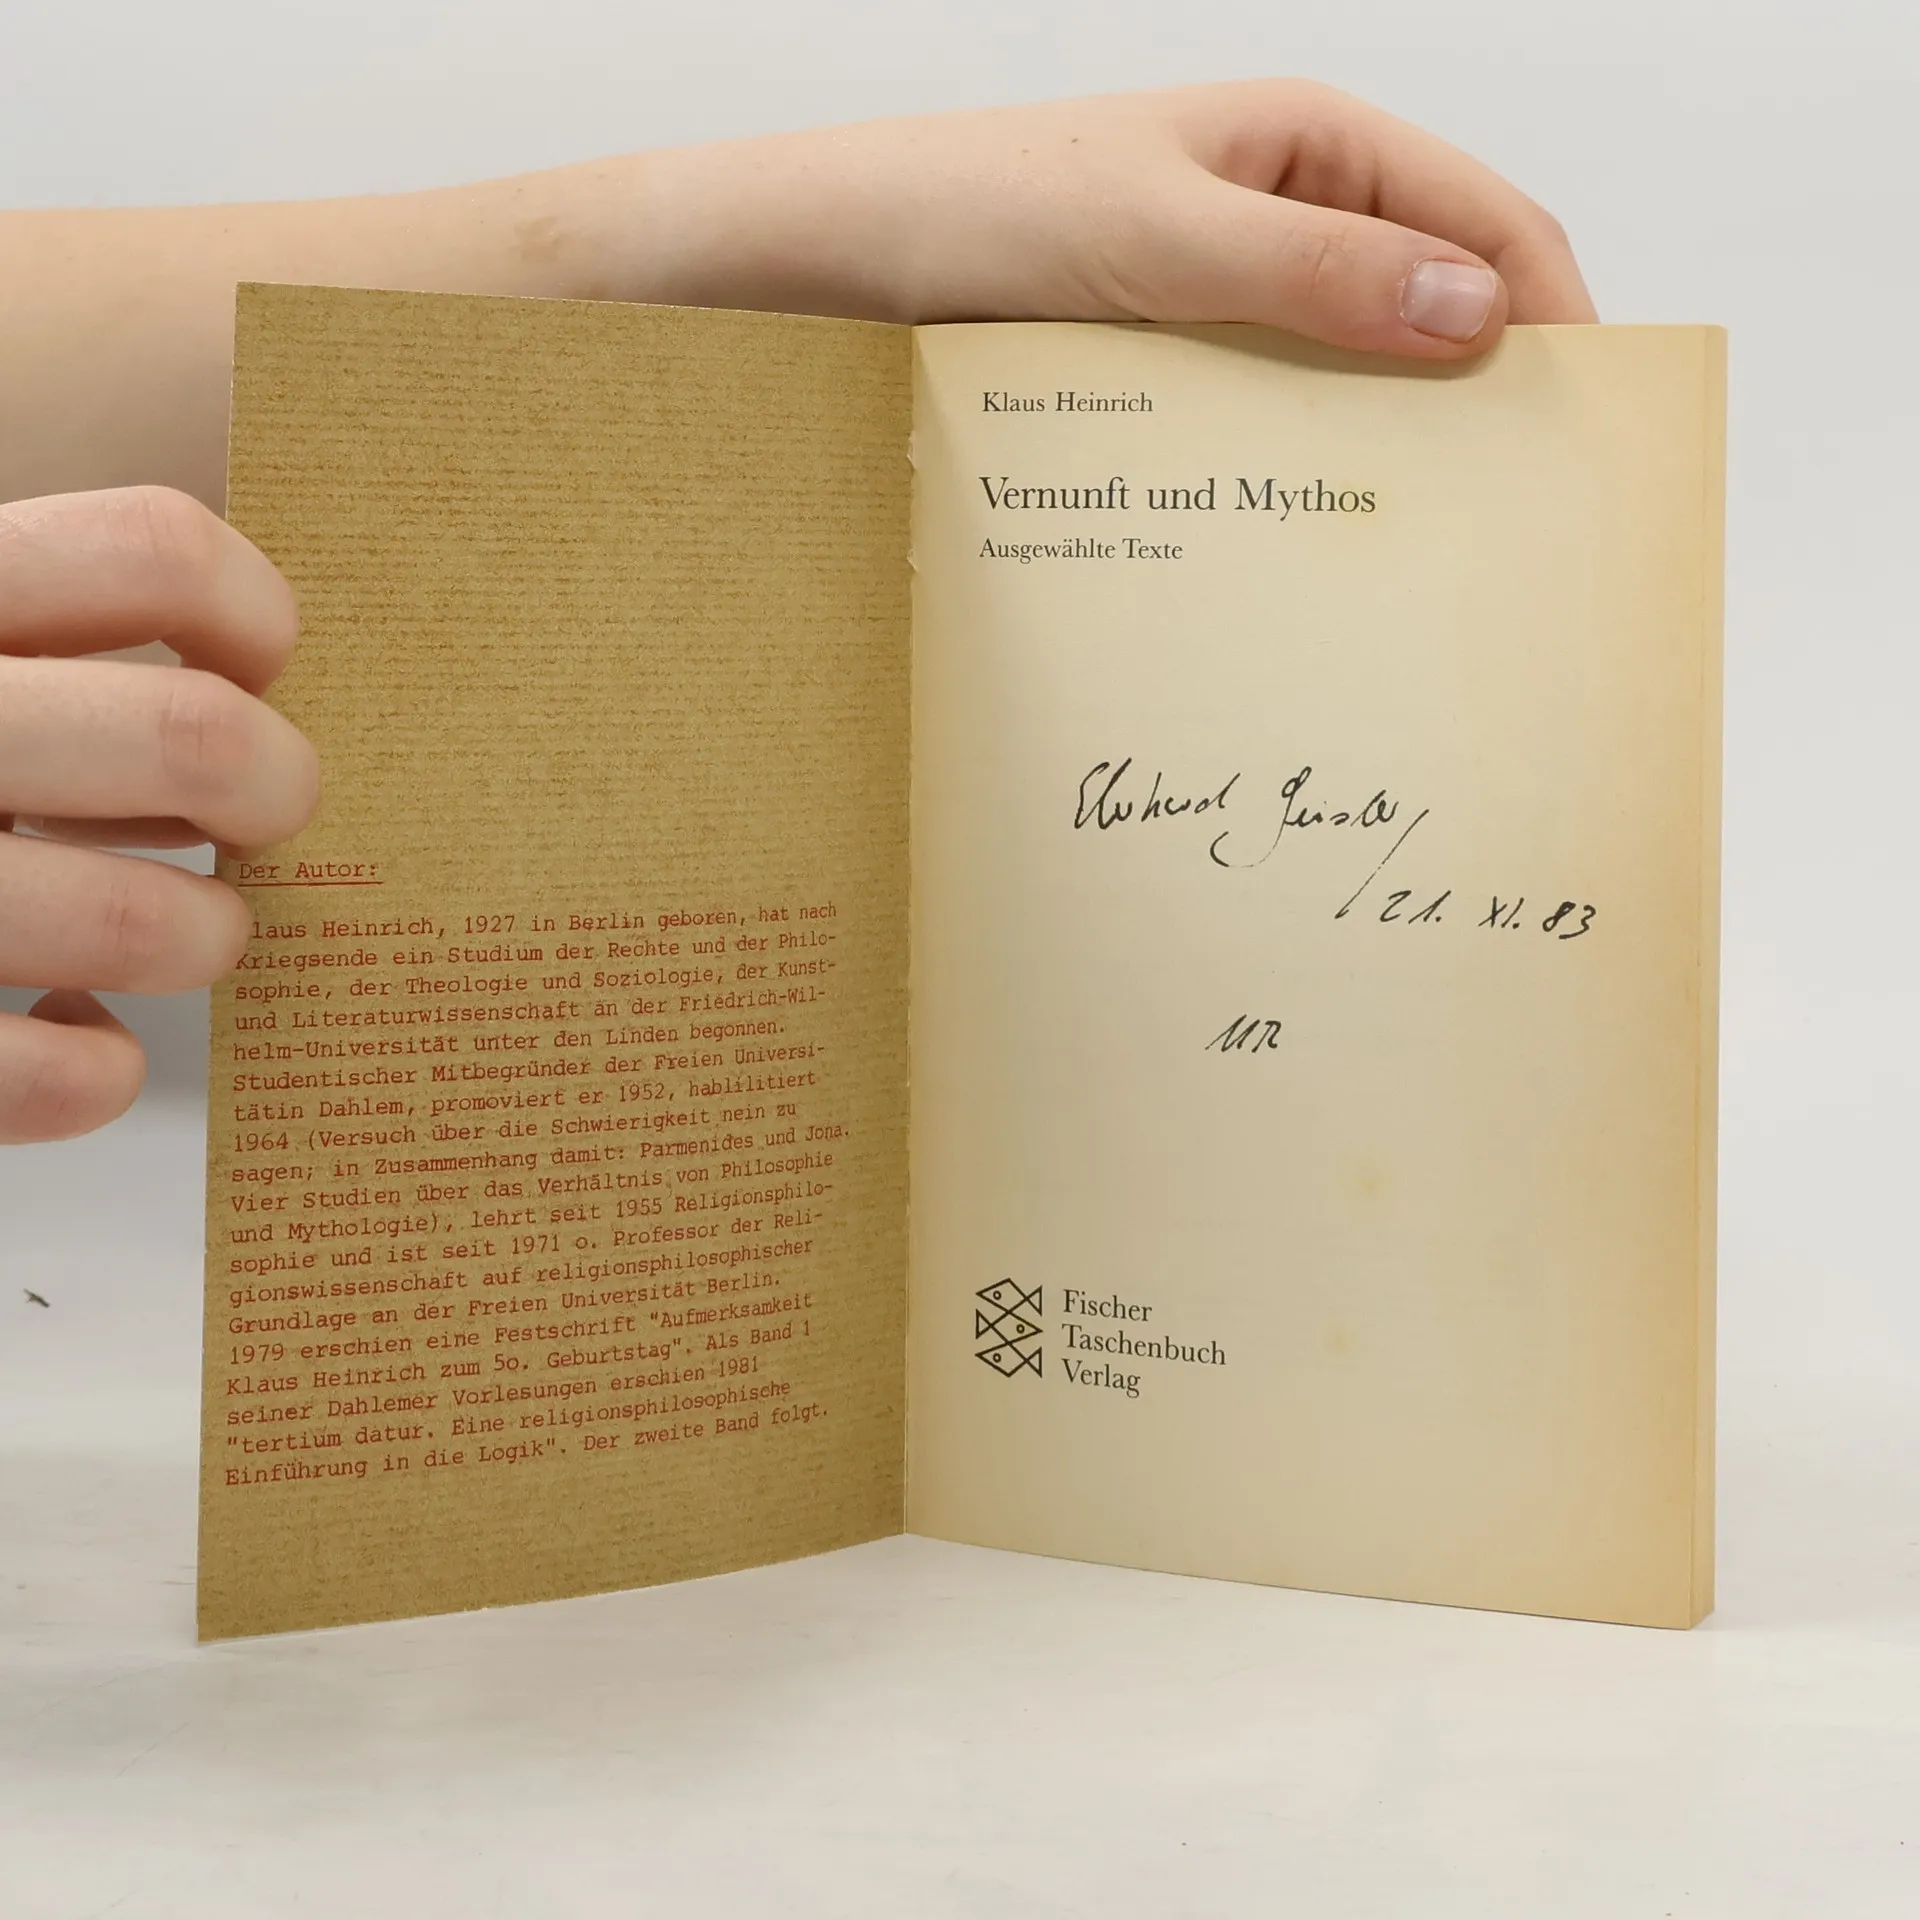 Der Autor:
laus Heinrich, 1927 in Berlin geboren, hat nach
Kriegsende ein Studium der Rechte und der Philo-
sophie, der Theologie und Soziologie, der Kunst-
und Literaturwissenschaft an der Friedrich-Wil-
helm-Universität unter den Linden begonnen.
Studentischer Mitbegründer der Freien Universi-
tätin Dahlem, promoviert er 1952, hablilitiert
1964 (Versuch über die Schwierigkeit nein zu
sagen; in Zusammenhang damit: Parmenides und Jona.
Vier Studien über das Verhältnis von Philosophie
und Mythologie), lehrt seit 1955 Religionsphilo-
sophie und ist seit 1971 o. Professor der Reli-
gionswissenschaft auf religionsphilosophischer
Grundlage an der Freien Universität Berlin.
1979 erschien eine Festschrift "Aufmerksamkeit
Klaus Heinrich zum 5o. Geburtstag". Als Band 1
seiner Dahlemer Vorlesungen erschien 1981
"tertium datur. Eine religionsphilosophische
Einführung in die Logik". Der zweite Band folgt.
Klaus Heinrich
Vernunft und Mythos
Ausgewählte Texte
Eberhard Geisler
21. XI. 83
Fischer
Taschenbuch
Verlag